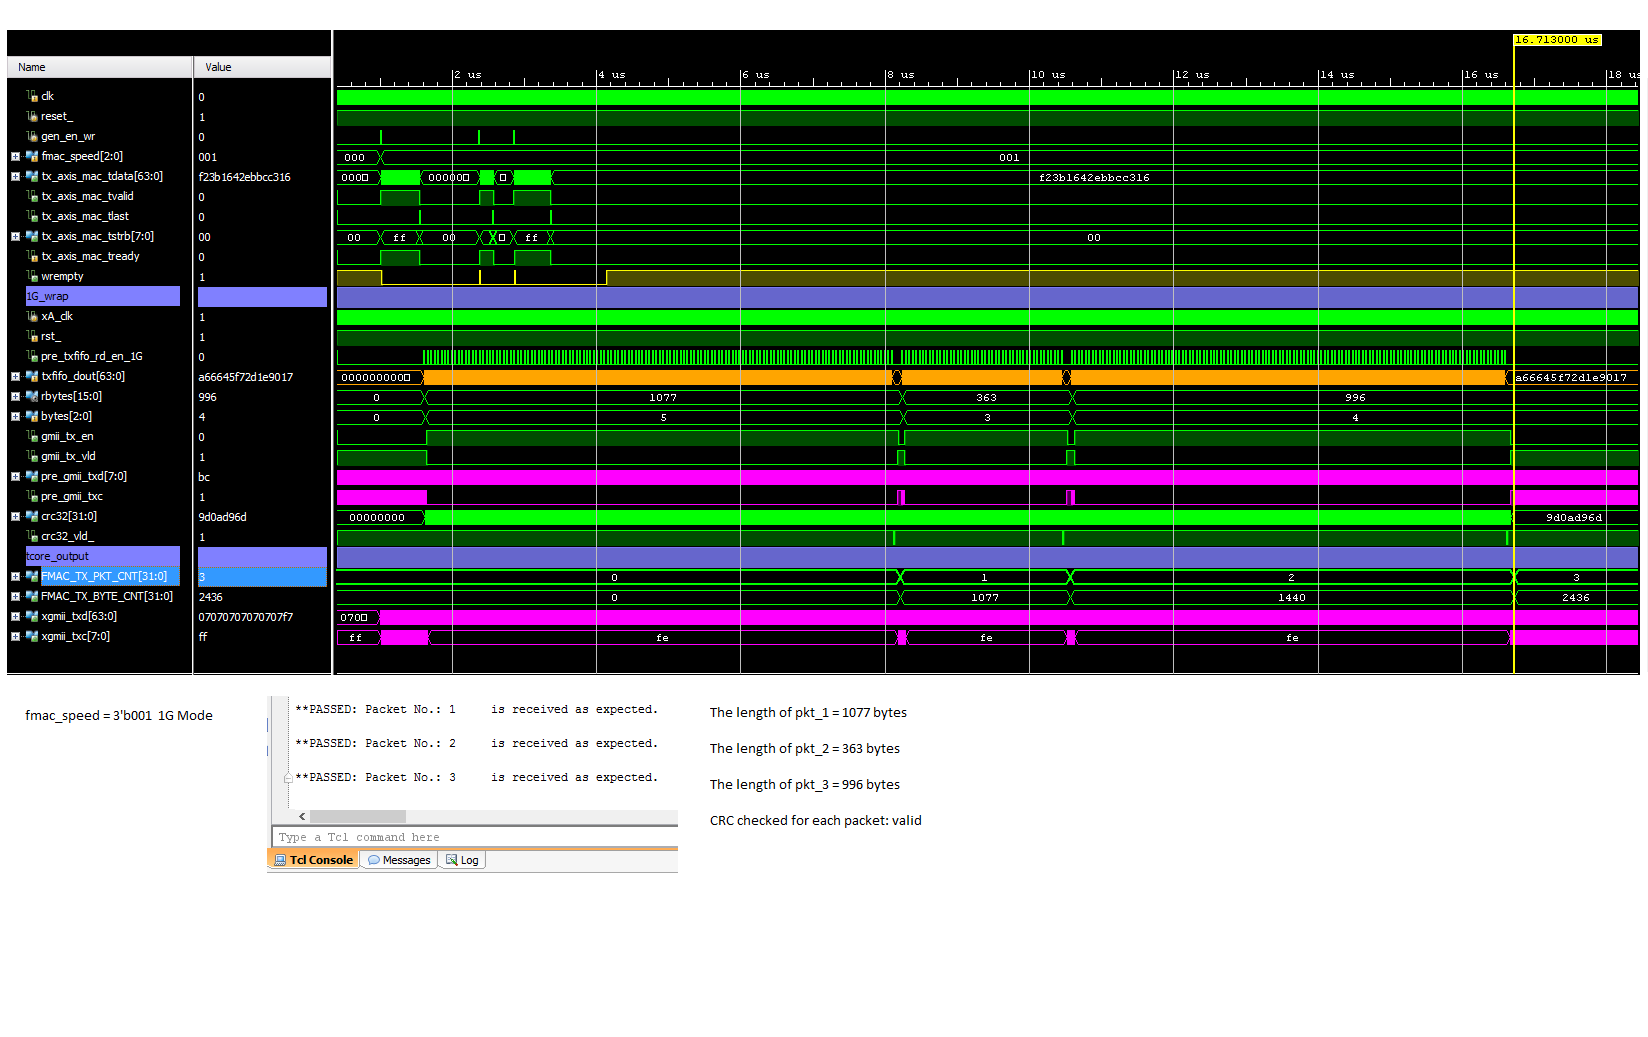 16.713000 us
Name Value
2 us 4 us 6 us 8 us 10 us 12 us 14 us 16 us 18 us
clk 0
reset_ 1
gen_en_wr 0
fmac_speed[2:0] 001 000 001
tx_axis_mac_tdata[63:0] f23b1642ebbcc316 000 00000 f23b1642ebbcc316
tx_axis_mac_tvalid 0
tx_axis_mac_tlast 0
tx_axis_mac_tstrb[7:0] 00 00 ff 00 ff 00
tx_axis_mac_tready 0
wrempty 1
1G_wrap
xA_clk 1
rst_ 1
pre_txfifo_rd_en_1G 0
txfifo_dout[63:0] a66645f72d1e9017 000000000 a66645f72d1e9017
rbytes[15:0] 996 0 1077 363 996
bytes[2:0] 4 0 5 3 4
gmii_tx_en 0
gmii_tx_vld 1
pre_gmii_txd[7:0] bc
pre_gmii_txc 1
crc32[31:0] 9d0ad96d 00000000 9d0ad96d
crc32_vld_ 1
tcore_output
FMAC_TX_PKT_CNT[31:0] 3 0 1 2 3
FMAC_TX_BYTE_CNT[31:0] 2436 0 1077 1440 2436
xgmii_txd[63:0] 07070707070707f7 070
xgmii_txc[7:0] ff ff fe fe fe
fmac_speed = 3'b001 1G Mode
**PASSED: Packet No.: 1 is received as expected.
**PASSED: Packet No.: 2 is received as expected.
**PASSED: Packet No.: 3 is received as expected.
Type a Tcl command here
Tcl Console Messages Log
The length of pkt_1 = 1077 bytes
The length of pkt_2 = 363 bytes
The length of pkt_3 = 996 bytes
CRC checked for each packet: valid